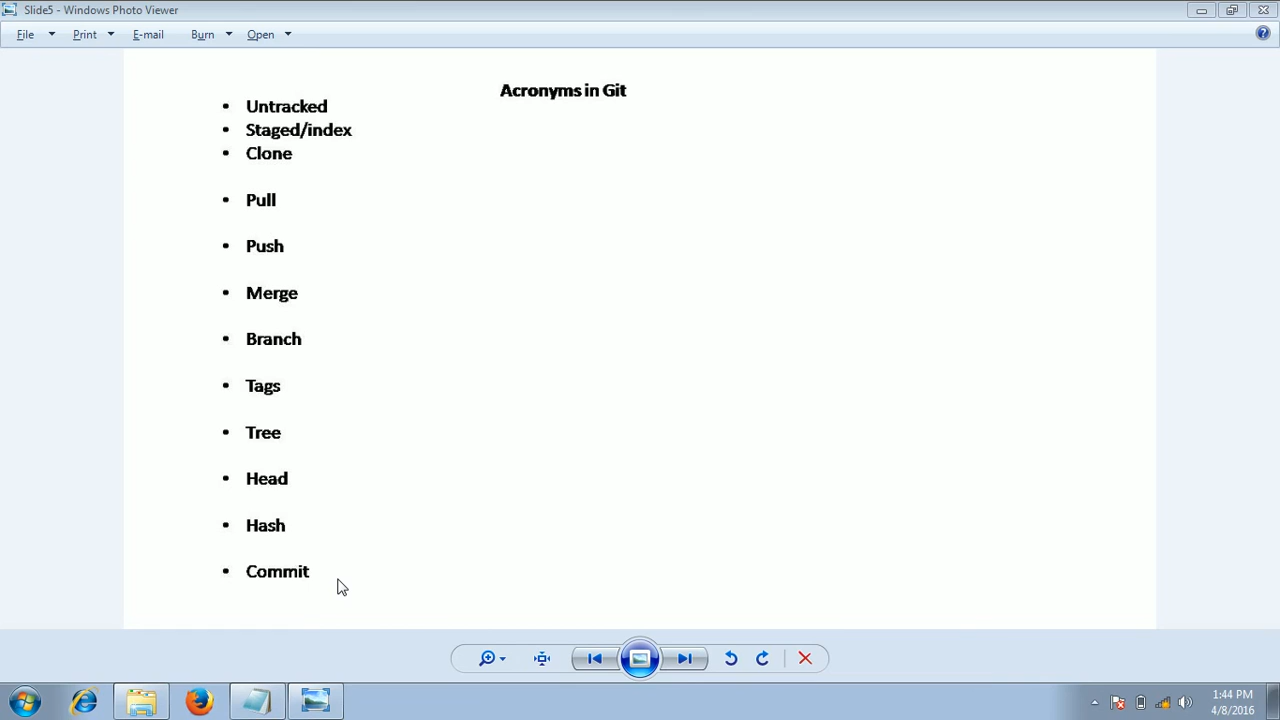 Slide5 - Windows Photo Viewer
File Print E-mail Burn Open
Acronyms in Git
• Untracked
• Staged/index
• Clone
• Pull
• Push
• Merge
• Branch
• Tags
• Tree
• Head
• Hash
• Commit
1:44 PM
4/8/2016